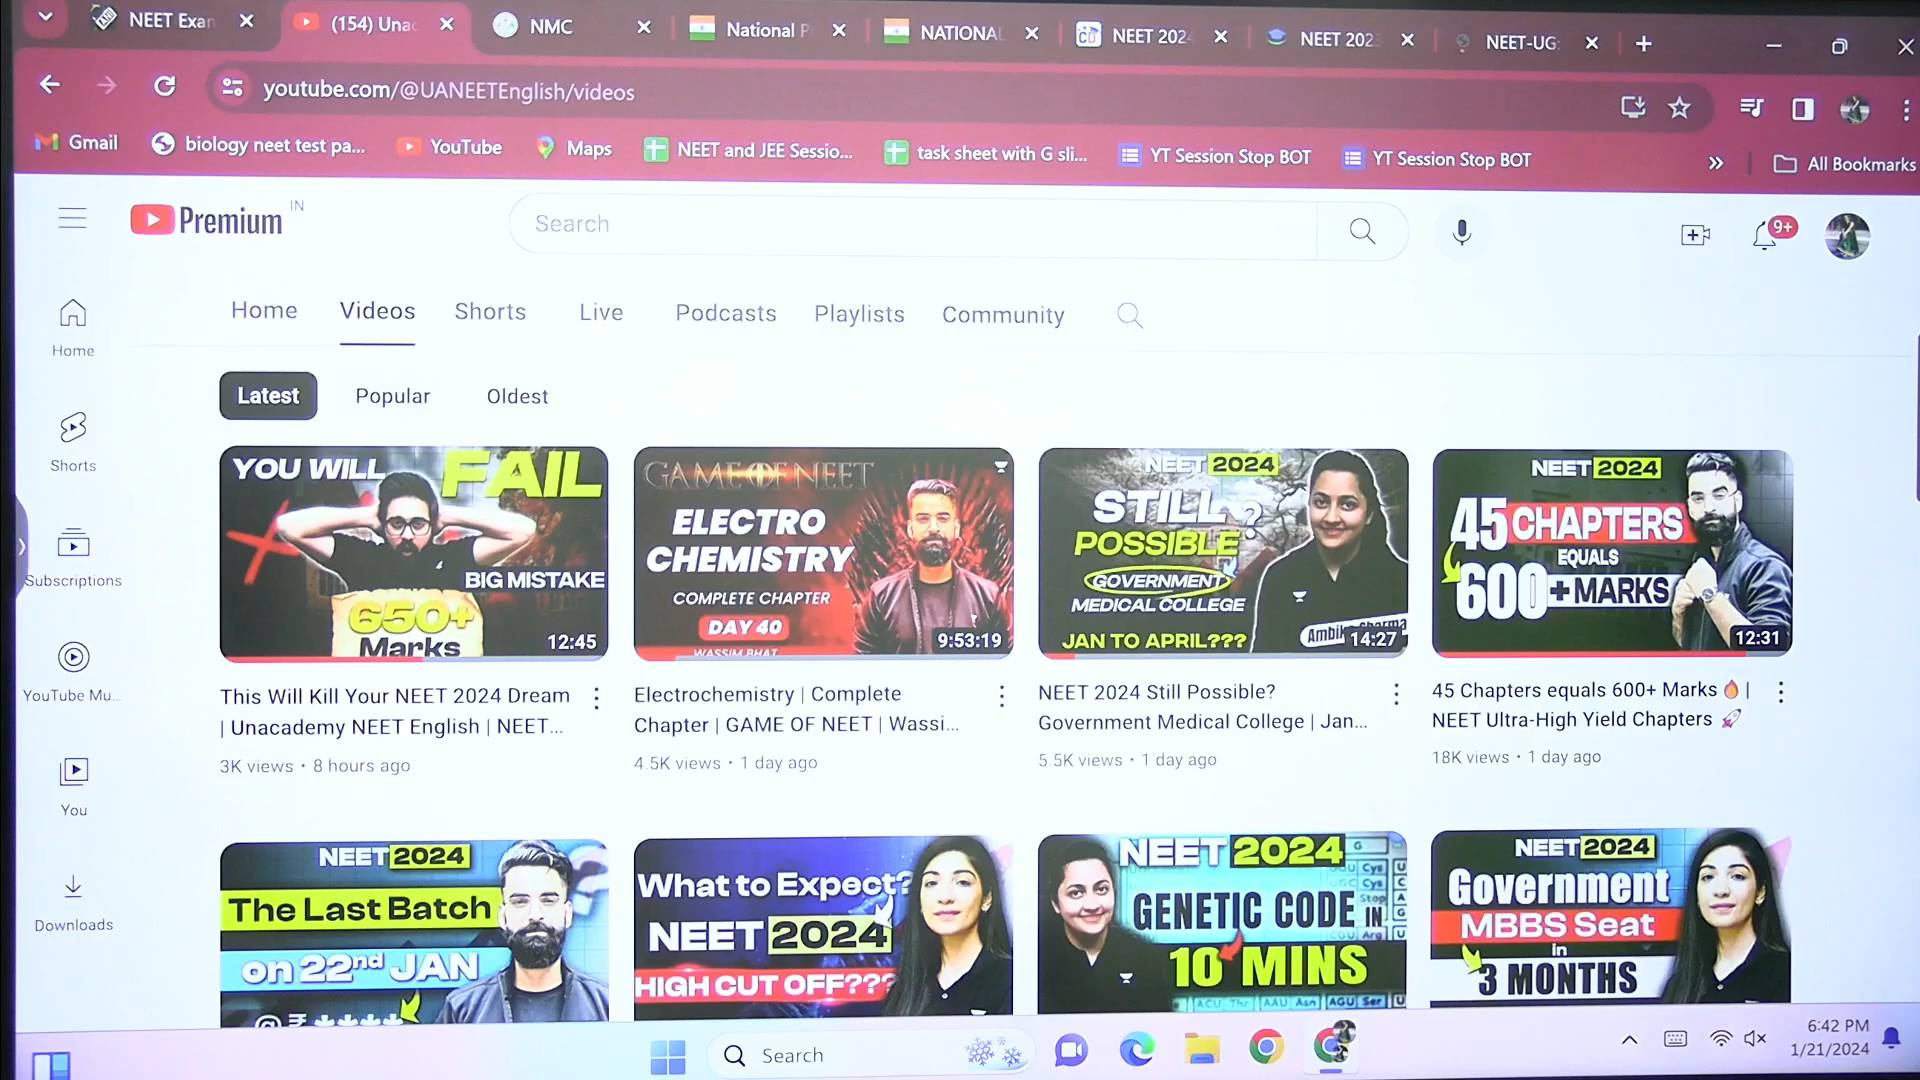 NEET Exam
(154) Unac
NMC
National P
NATIONAL
NEET 202
NEET 202
NEET-UG
youtube.com/@UANEETEnglish/videos
Gmail
biology neet test pa...
YouTube
Maps
NEET and JEE Sessio...
task sheet with G sli...
YT Session Stop BOT
YT Session Stop BOT
All Bookmarks
Premium IN
Search
9+
Home
Videos
Shorts
Live
Podcasts
Playlists
Community
Latest
Popular
Oldest
Home
Shorts
Subscriptions
YouTube Mu...
You
Downloads
YOU WILL FAIL
BIG MISTAKE
650+
Marks
12:45
This Will Kill Your NEET 2024 Dream
| Unacademy NEET English | NEET...
3K views • 8 hours ago
GAME OF NEET
ELECTRO
CHEMISTRY
COMPLETE CHAPTER
DAY 40
WASSIM BHAT
9:53:19
Electrochemistry | Complete
Chapter | GAME OF NEET | Wassi...
4.5K views • 1 day ago
NEET 2024
STILL ?
POSSIBLE
GOVERNMENT
MEDICAL COLLEGE
JAN TO APRIL???
14:27
NEET 2024 Still Possible?
Government Medical College | Jan...
5.5K views • 1 day ago
NEET 2024
45 CHAPTERS
EQUALS
600+ MARKS
12:31
45 Chapters equals 600+ Marks 🔥 |
NEET Ultra-High Yield Chapters 🚀
18K views • 1 day ago
NEET 2024
The Last Batch
on 22nd JAN
@ ₹ ****
What to Expect?
NEET 2024
HIGH CUT OFF???
NEET 2024
GENETIC CODE IN
10 MINS
NEET 2024
Government
MBBS Seat
in
3 MONTHS
Search
6:42 PM
1/21/2024